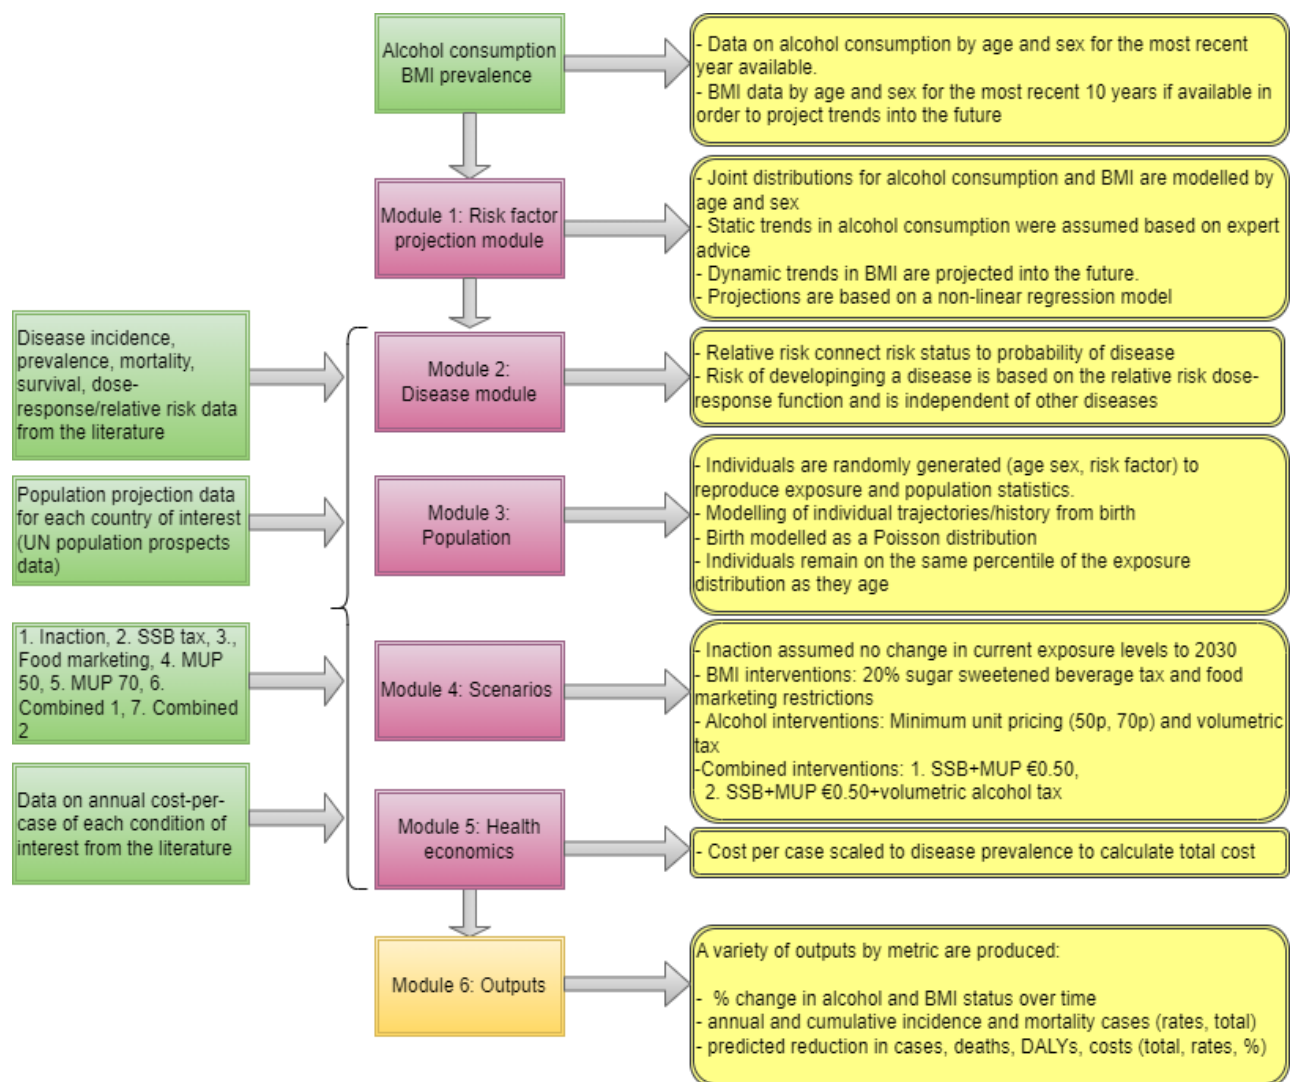 Alcohol consumption
BMI prevalence
- Data on alcohol consumption by age and sex for the most recent
year available.
- BMI data by age and sex for the most recent 10 years if available in
order to project trends into the future
Module 1: Risk factor
projection module
- Joint distributions for alcohol consumption and BMI are modelled by
age and sex
- Static trends in alcohol consumption were assumed based on expert
advice
- Dynamic trends in BMI are projected into the future.
- Projections are based on a non-linear regression model
Disease incidence,
prevalence, mortality,
survival, dose-
response/relative risk data
from the literature
Module 2:
Disease module
- Relative risk connect risk status to probability of disease
- Risk of developinging a disease is based on the relative risk dose-
response function and is independent of other diseases
Population projection data
for each country of interest
(UN population prospects
data)
Module 3:
Population
- Individuals are randomly generated (age sex, risk factor) to
reproduce exposure and population statistics.
- Modelling of individual trajectories/history from birth
- Birth modelled as a Poisson distribution
- Individuals remain on the same percentile of the exposure
distribution as they age
1. Inaction, 2. SSB tax, 3.,
Food marketing, 4. MUP
50, 5. MUP 70, 6.
Combined 1, 7. Combined
2
Module 4: Scenarios
- Inaction assumed no change in current exposure levels to 2030
- BMI interventions: 20% sugar sweetened beverage tax and food
marketing restrictions
- Alcohol interventions: Minimum unit pricing (50p, 70p) and volumetric
tax
-Combined interventions: 1. SSB+MUP €0.50,
2. SSB+MUP €0.50+volumetric alcohol tax
Data on annual cost-per-
case of each condition of
interest from the literature
Module 5: Health
economics
- Cost per case scaled to disease prevalence to calculate total cost
Module 6: Outputs
A variety of outputs by metric are produced:
- % change in alcohol and BMI status over time
- annual and cumulative incidence and mortality cases (rates, total)
- predicted reduction in cases, deaths, DALYs, costs (total, rates, %)